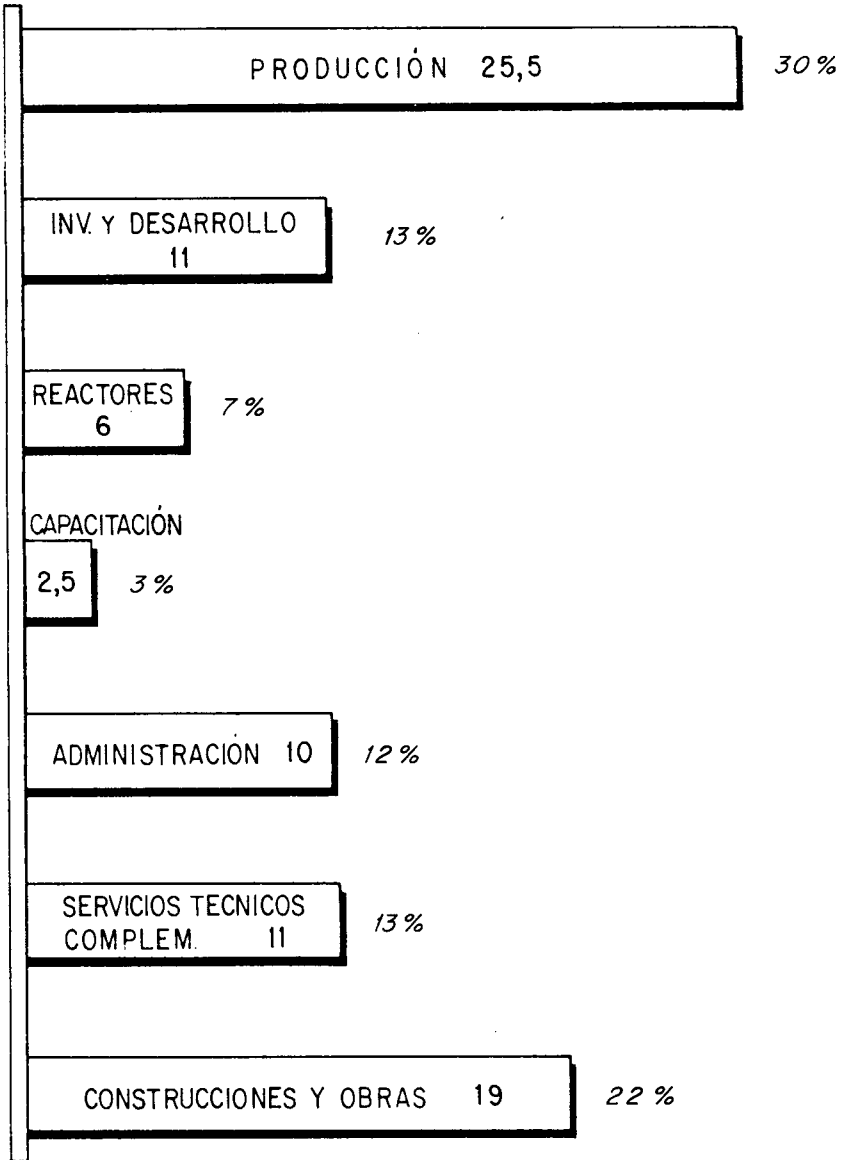 PRODUCCIÓN 25,5 30%
INV. Y DESARROLLO
11
13%
REACTORES
6
7%
CAPACITACIÓN
2,5 3%
ADMINISTRACIÓN 10 12%
SERVICIOS TECNICOS
COMPLEM. 11
13%
CONSTRUCCIONES Y OBRAS 19 22%